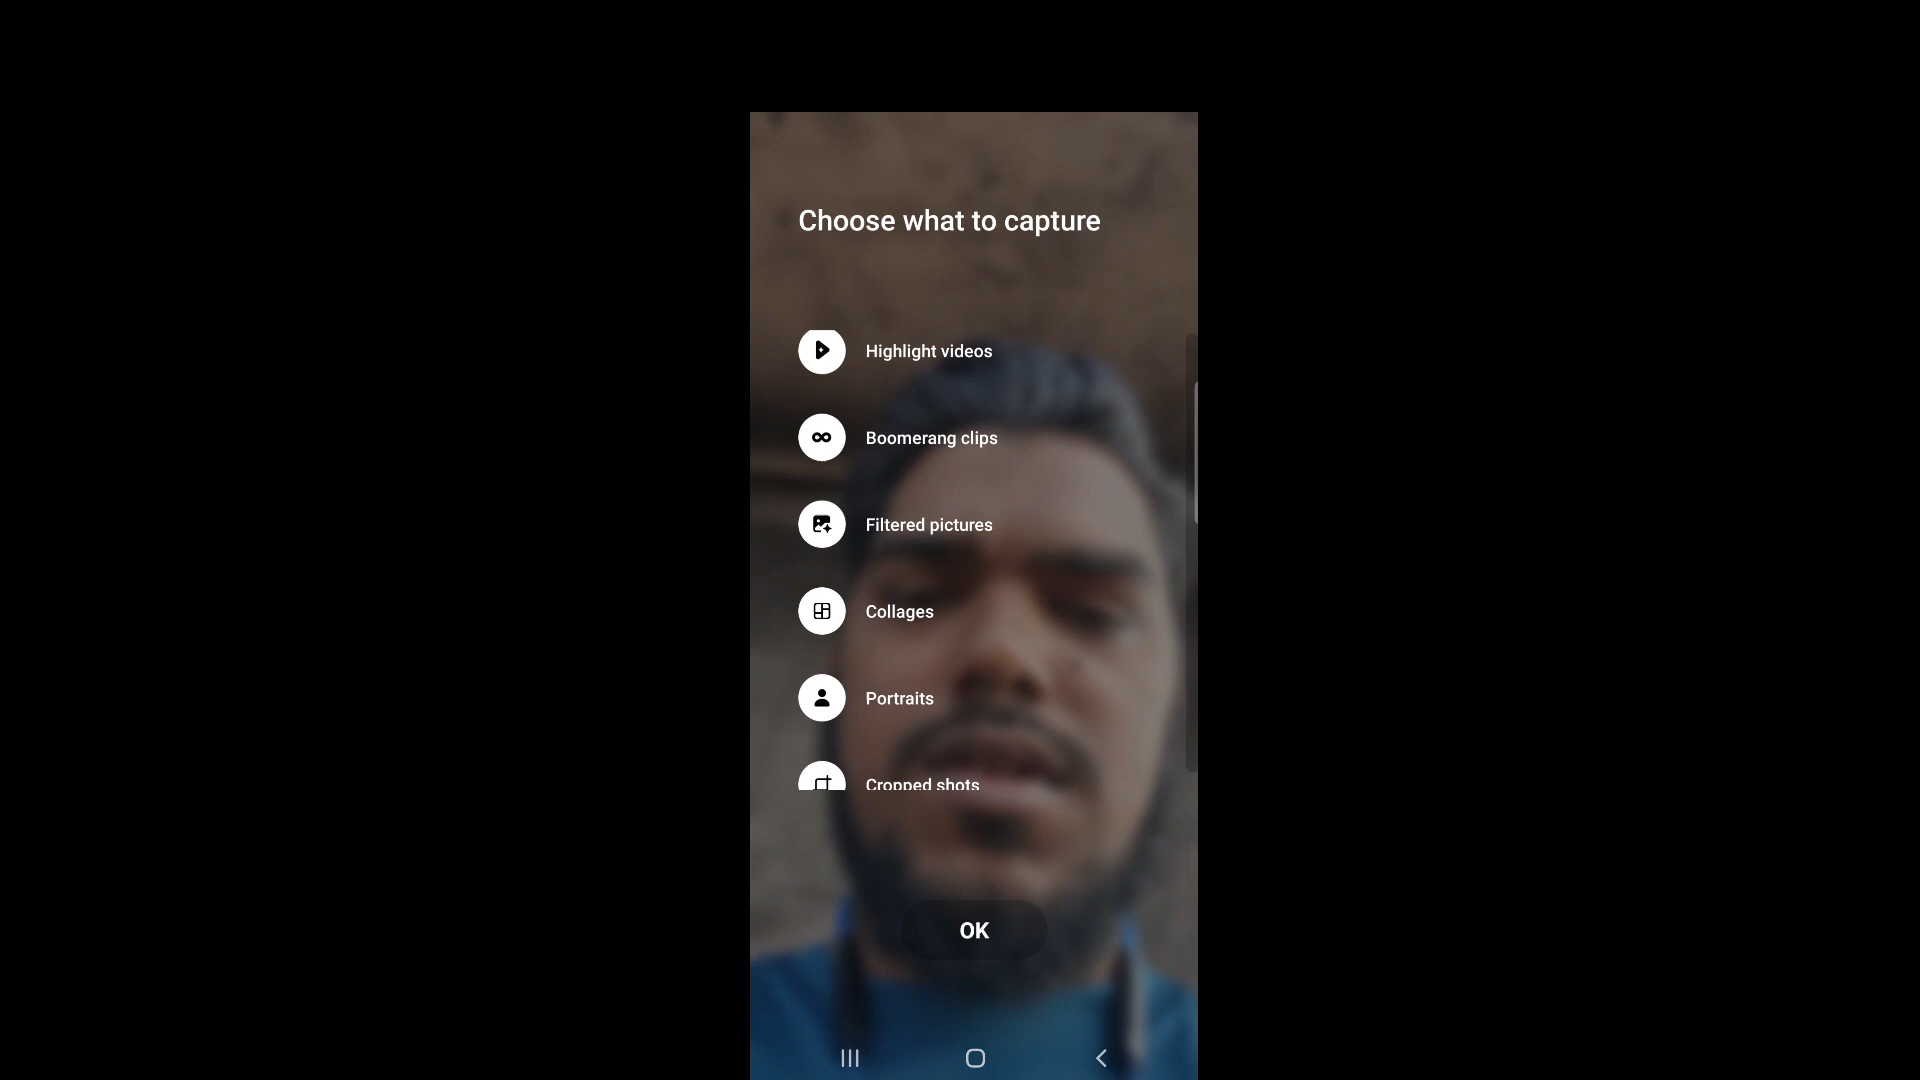 Choose what to capture
Highlight videos
Boomerang clips
Filtered pictures
Collages
Portraits
Cropped shots
OK